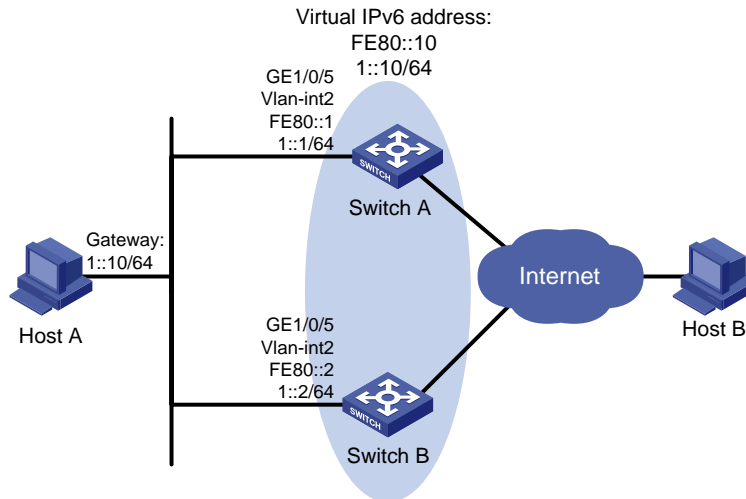 Virtual IPv6 address:
FE80::10
1::10/64
GE1/0/5
Vlan-int2
FE80::1
1::1/64
SWITCH
Switch A
Gateway:
1::10/64
Host A
Internet
Host B
GE1/0/5
Vlan-int2
FE80::2
1::2/64
SWITCH
Switch B